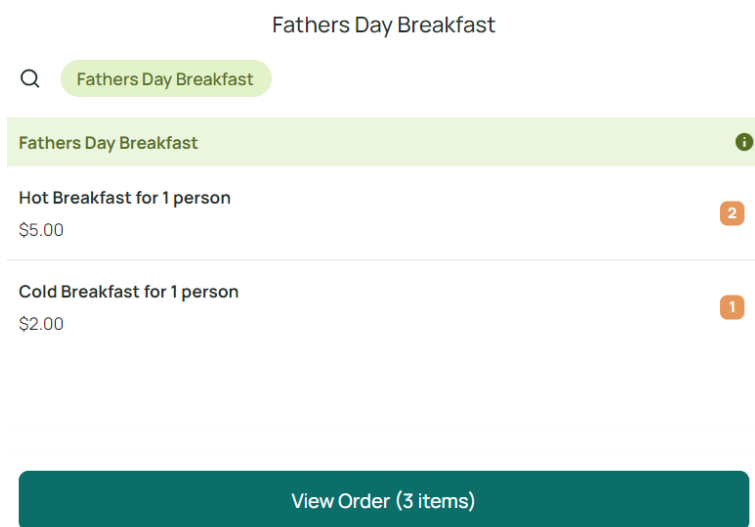 Fathers Day Breakfast
Fathers Day Breakfast
Fathers Day Breakfast
Hot Breakfast for 1 person
2
$5.00
Cold Breakfast for 1 person
1
$2.00
View Order (3 items)